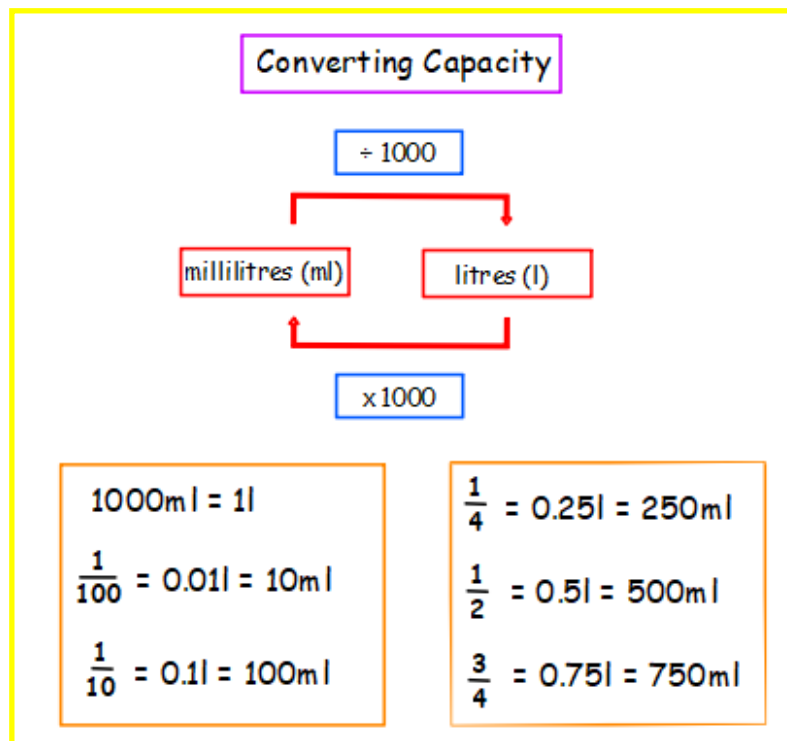 Converting Capacity
÷ 1000
millilitres (ml)
litres (l)
x 1000
1000ml = 1l
1/100 = 0.01l = 10ml
1/10 = 0.1l = 100ml
1/4 = 0.25l = 250ml
1/2 = 0.5l = 500ml
3/4 = 0.75l = 750ml